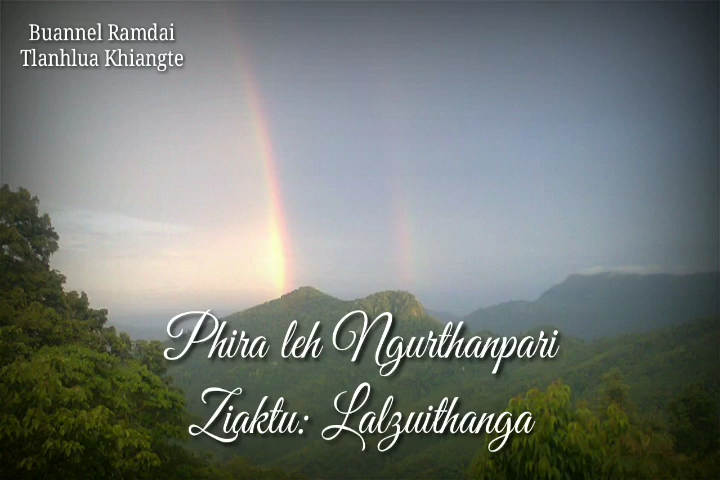 Buannel Ramdai
Tlanhlua Khiangte
Phira leh Ngurthanpari
Ziaktu: Lalzuithanga